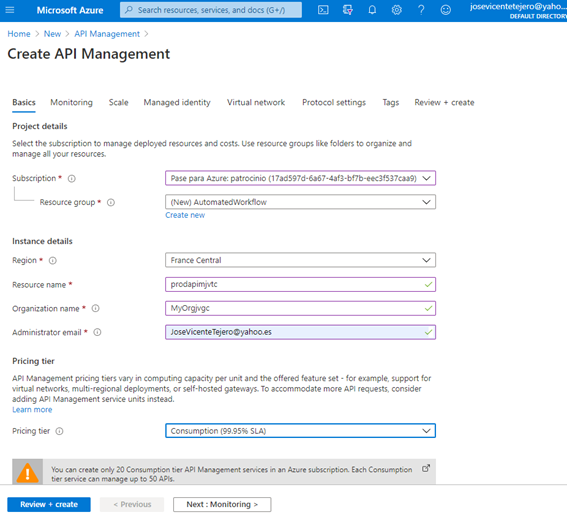 Microsoft Azure
Search resources, services, and docs (G+/)
josevicentetejero@yaho...
DEFAULT DIRECTORY
Home > New > API Management >
Create API Management
Basics Monitoring Scale Managed identity Virtual network Protocol settings Tags Review + create
Project details
Select the subscription to manage deployed resources and costs. Use resource groups like folders to organize and
manage all your resources.
Subscription *
Pase para Azure: patrocinio (17ad597d-6a67-4af3-bf7b-eec3f537caa9)
Resource group *
(New) AutomatedWorkflow
Create new
Instance details
Region *
France Central
Resource name *
prodapimjvtc
Organization name *
MyOrgjvgc
Administrator email *
JoseVicenteTejero@yahoo.es
Pricing tier
API Management pricing tiers vary in computing capacity per unit and the offered feature set - for example, support for
virtual networks, multi-regional deployments, or self-hosted gateways. To accommodate more API requests, consider
adding API Management service units instead.
Learn more
Pricing tier
Consumption (99.95% SLA)
You can create only 20 Consumption tier API Management services in an Azure subscription. Each Consumption
tier service can manage up to 50 APIs.
Review + create
< Previous
Next : Monitoring >